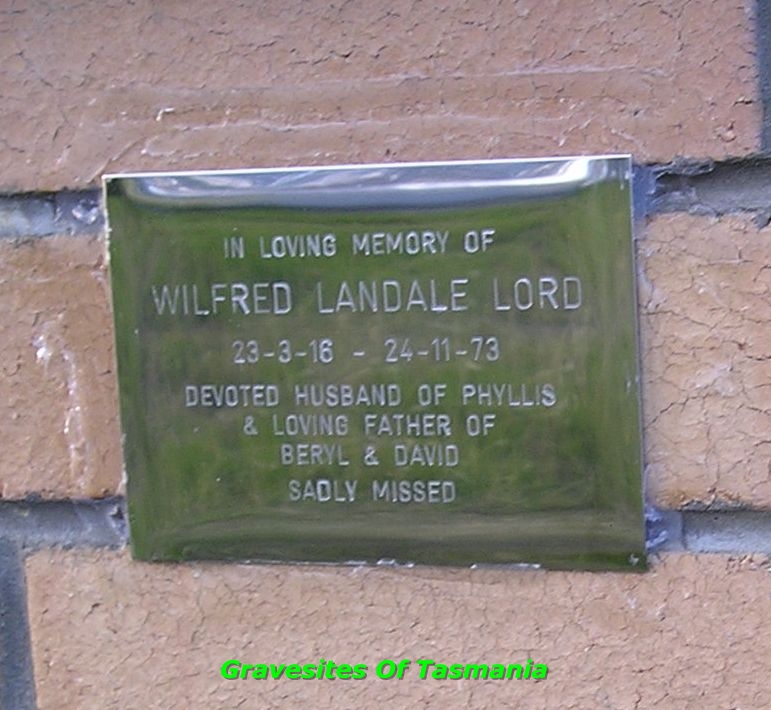 IN LOVING MEMORY OF
WILFRED LANDALE LORD
23-3-16 - 24-11-73
DEVOTED HUSBAND OF PHYLLIS
& LOVING FATHER OF
BERYL & DAVID
SADLY MISSED
Gravesites Of Tasmania